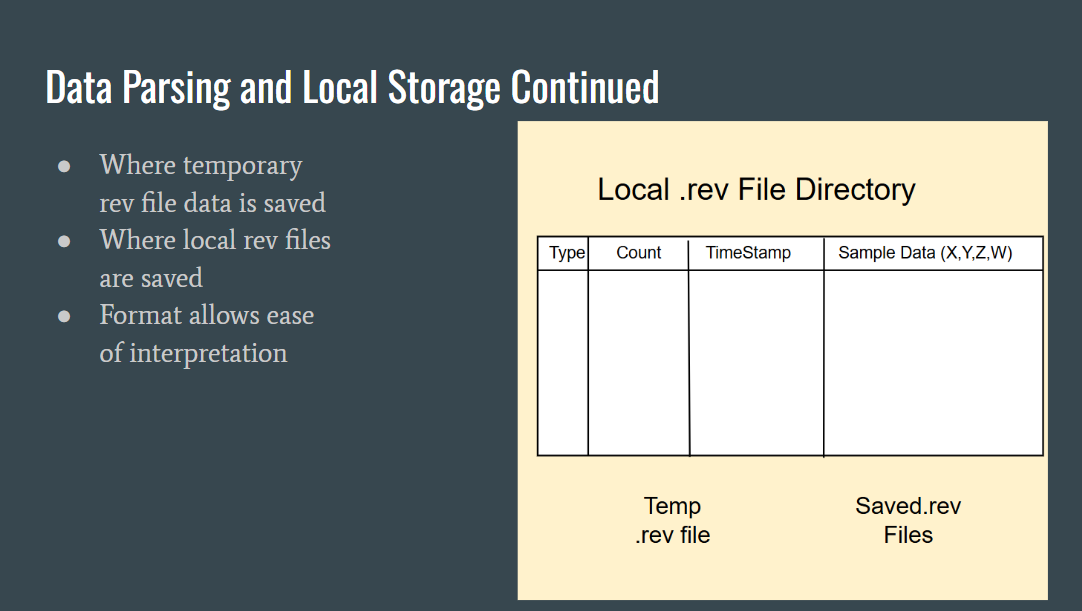 Data Parsing and Local Storage Continued
● Where temporary
rev file data is saved
● Where local rev files
are saved
● Format allows ease
of interpretation
Local .rev File Directory
Type Count TimeStamp Sample Data (X,Y,Z,W)
Temp
.rev file
Saved.rev
Files